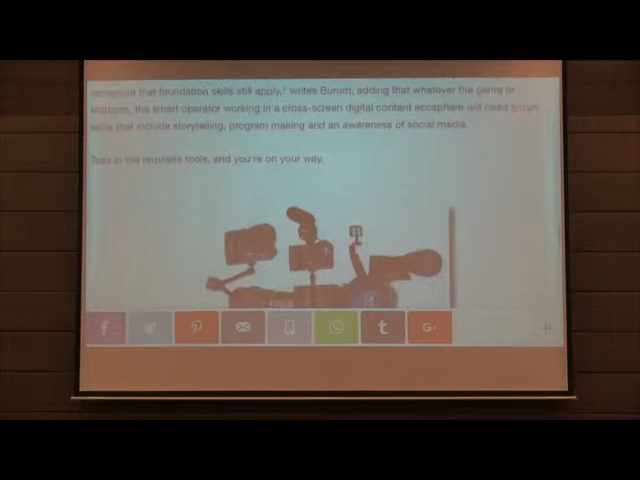 recognize that foundation skills still apply," writes Burum, adding that whatever the genre or
platform, the smart operator working in a cross-screen digital content ecosphere will need smart
skills that include storytelling, program making and an awareness of social media.
Toss in the requisite tools, and you're on your way.
f t G+